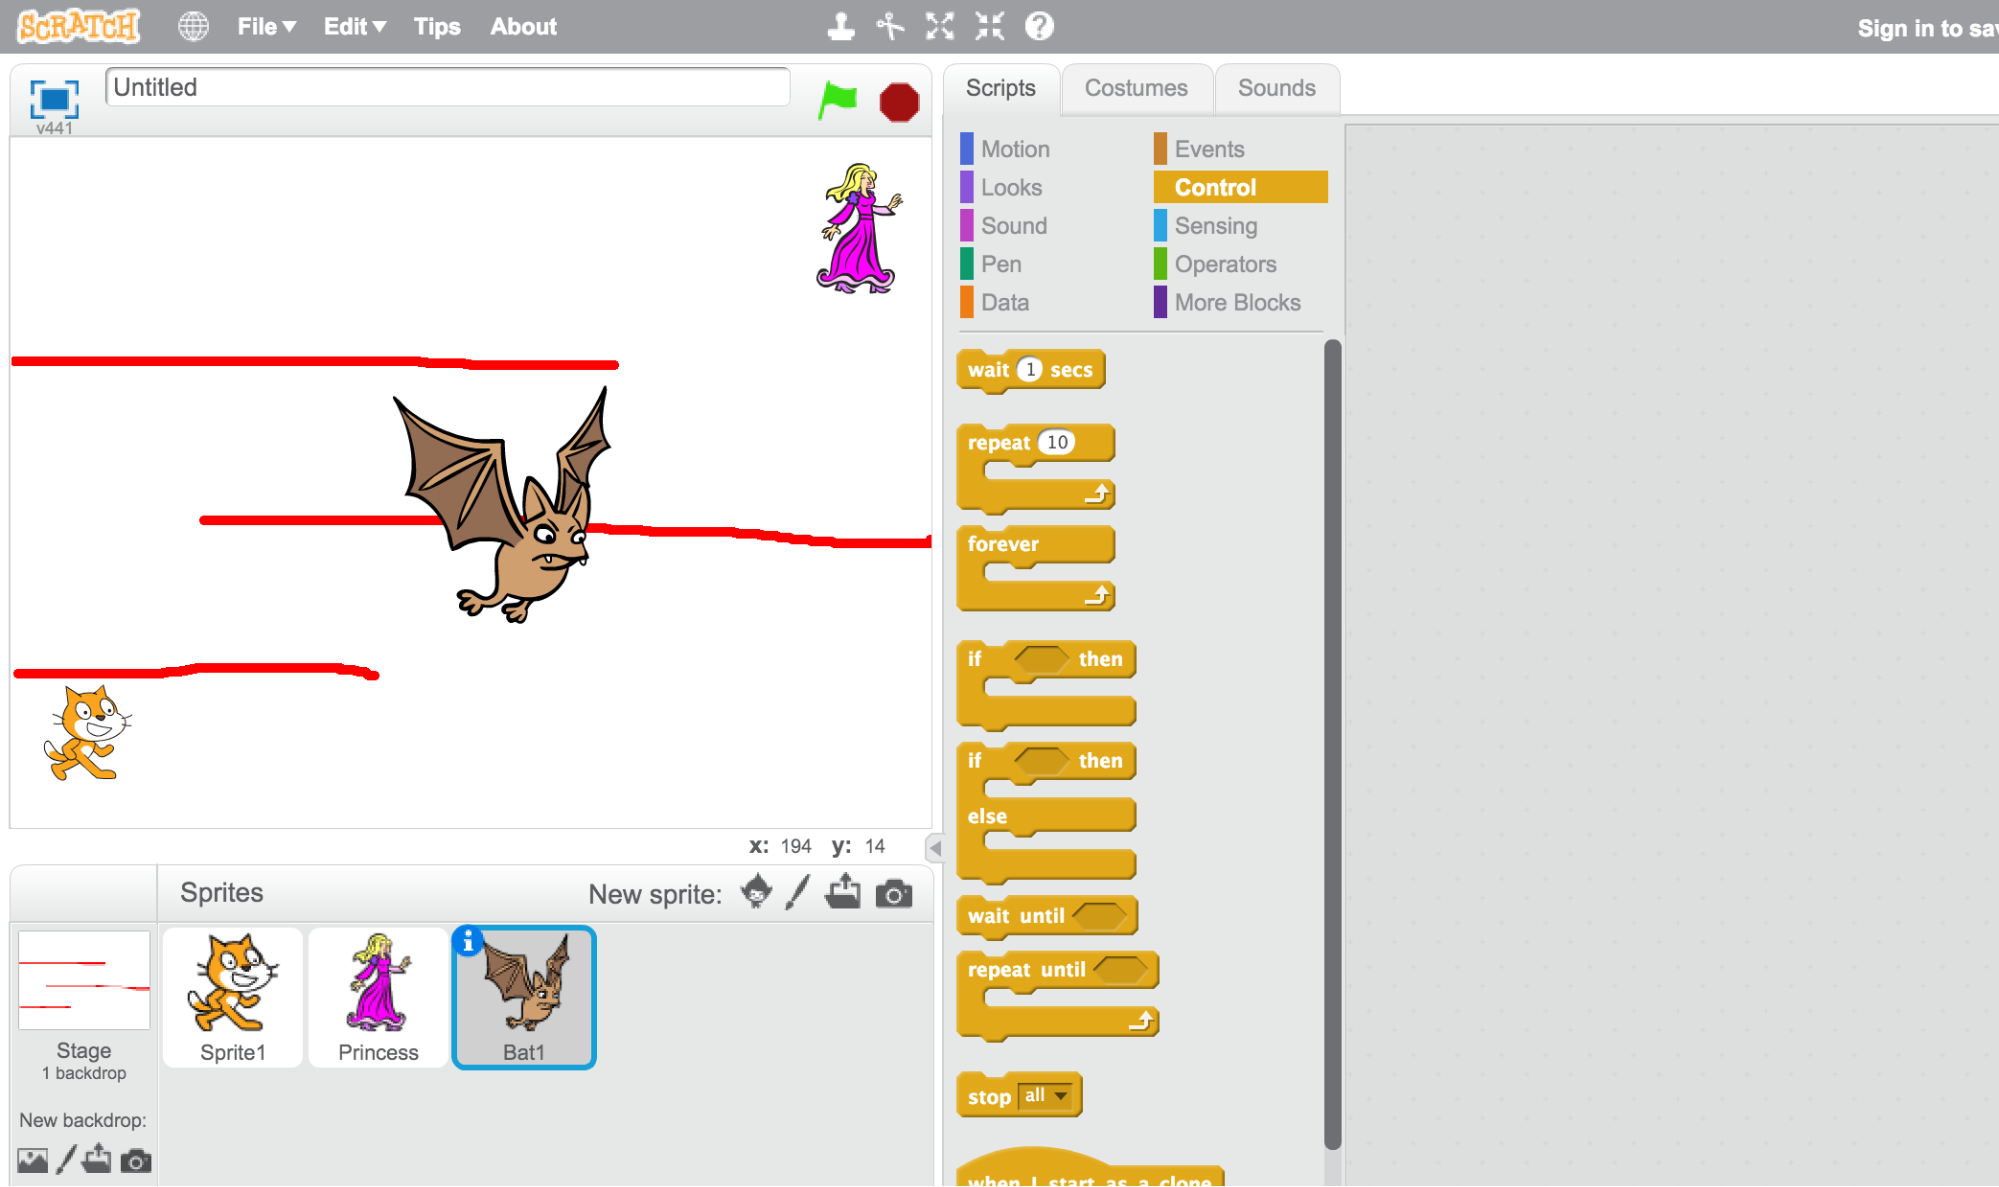 SCRATCH File Edit Tips About
Sign in to sav
Untitled
v441
Scripts Costumes Sounds
Motion Events
Looks Control
Sound Sensing
Pen Operators
Data More Blocks
wait 1 secs
repeat 10
forever
if then
if then
else
wait until
repeat until
stop all
when I start as a clone
x: 194 y: 14
Sprites New sprite:
Sprite1 Princess Bat1
Stage
1 backdrop
New backdrop: